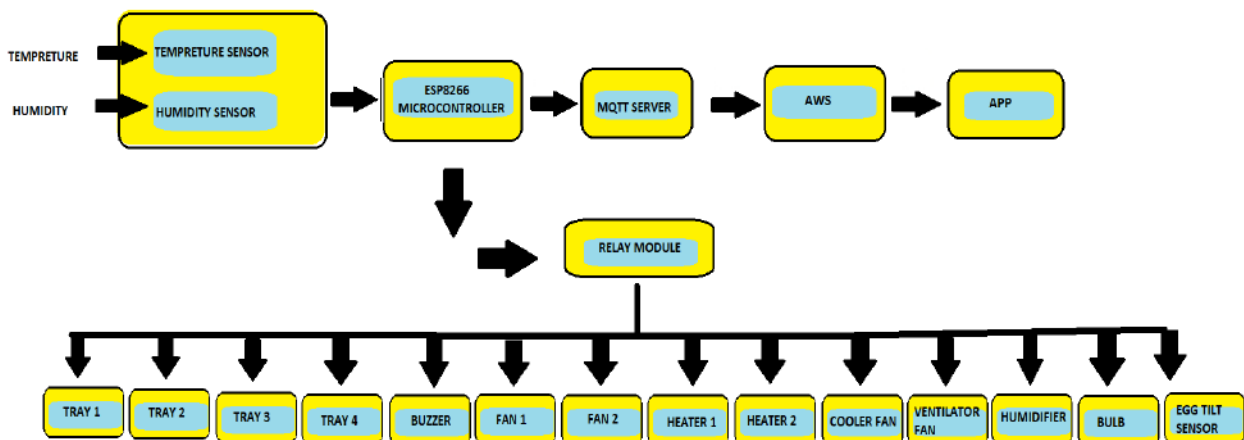 TEMPRETURE
TEMPRETURE SENSOR
HUMIDITY
HUMIDITY SENSOR
ESP8266
MICROCONTROLLER
MQTT SERVER
AWS
APP
RELAY MODULE
TRAY 1
TRAY 2
TRAY 3
TRAY 4
BUZZER
FAN 1
FAN 2
HEATER 1
HEATER 2
COOLER FAN
VENTILATOR
FAN
HUMIDIFIER
BULB
EGG TILT
SENSOR